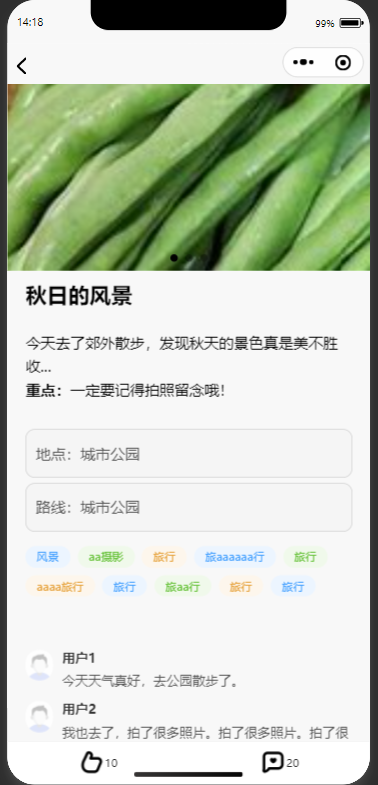 14:18
99%
秋日的风景
今天去了郊外散步，发现秋天的景色真是美不胜
收...
重点：一定要记得拍照留念哦！
地点：城市公园
路线：城市公园
风景 aa摄影 旅行 旅aaaaaa行 旅行
aaaa旅行 旅行 旅aa行 旅行 旅行
用户1
今天天气真好，去公园散步了。
用户2
我也去了，拍了很多照片。拍了很多照片。拍了很
10 20